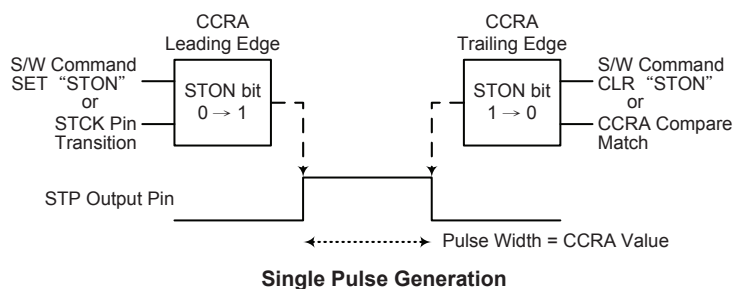 CCRA
Leading Edge
S/W Command
SET “STON”
or
STCK Pin
Transition
STON bit
0 → 1
CCRA
Trailing Edge
STON bit
1 → 0
S/W Command
CLR “STON”
or
CCRA Compare
Match
STP Output Pin
Pulse Width = CCRA Value
Single Pulse Generation